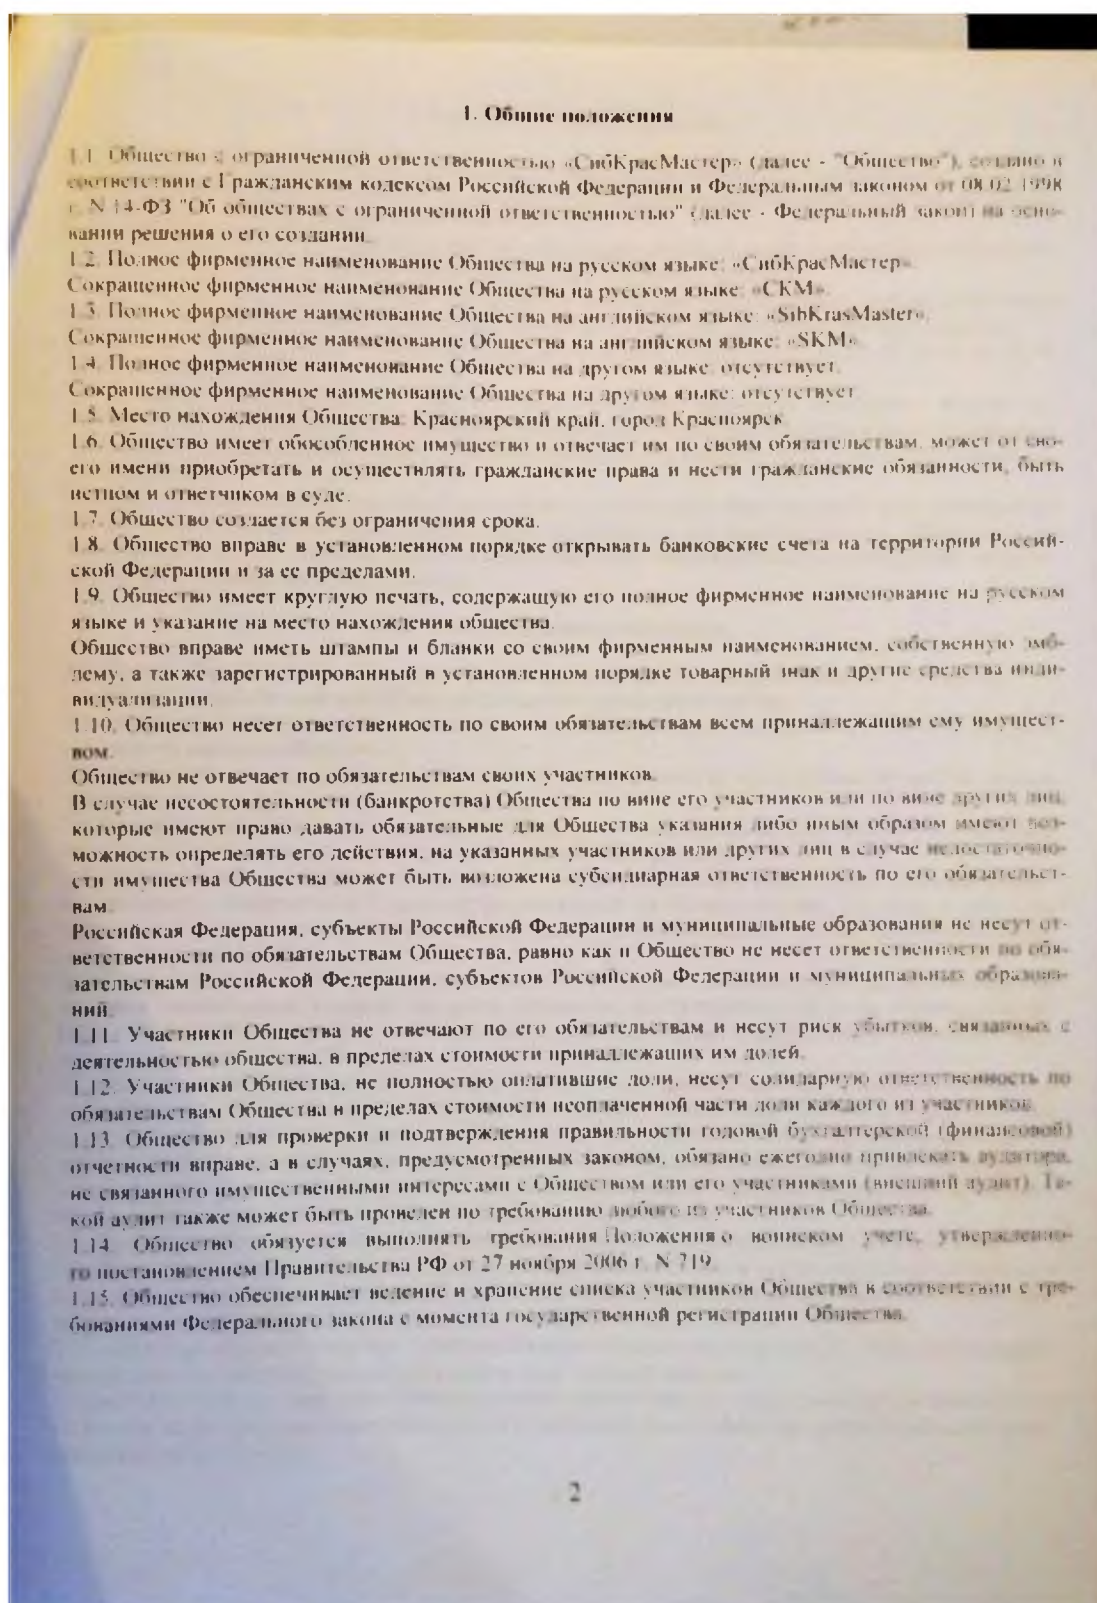 1. Общие положения
1.1. Общество с ограниченной ответственностью «СибКрасМастер» (далее - "Общество"), создано в
соответствии с Гражданским кодексом Российской Федерации и Федеральным законом от 08.02.1998
г. N 14-ФЗ "Об обществах с ограниченной ответственностью" (далее - Федеральный закон) на осно-
вании решения о его создании.
1.2. Полное фирменное наименование Общества на русском языке: «СибКрасМастер».
Сокращенное фирменное наименование Общества на русском языке: «СКМ».
1.3. Полное фирменное наименование Общества на английском языке: «SibKrasMaster».
Сокращенное фирменное наименование Общества на английском языке: «SKM».
1.4. Полное фирменное наименование Общества на другом языке: отсутствует.
Сокращенное фирменное наименование Общества на другом языке: отсутствует.
1.5. Место нахождения Общества: Красноярский край, город Красноярск.
1.6. Общество имеет обособленное имущество и отвечает им по своим обязательствам, может от сво-
его имени приобретать и осуществлять гражданские права и нести гражданские обязанности, быть
истцом и ответчиком в суде.
1.7. Общество создается без ограничения срока.
1.8. Общество вправе в установленном порядке открывать банковские счета на территории Россий-
ской Федерации и за ее пределами.
1.9. Общество имеет круглую печать, содержащую его полное фирменное наименование на русском
языке и указание на место нахождения общества.
Общество вправе иметь штампы и бланки со своим фирменным наименованием, собственную эмб-
лему, а также зарегистрированный в установленном порядке товарный знак и другие средства инди-
видуализации.
1.10. Общество несет ответственность по своим обязательствам всем принадлежащим ему имущест-
вом.
Общество не отвечает по обязательствам своих участников.
В случае несостоятельности (банкротства) Общества по вине его участников или по вине других лиц,
которые имеют право давать обязательные для Общества указания либо иным образом имеют воз-
можность определять его действия, на указанных участников или других лиц в случае недостаточно-
сти имущества Общества может быть возложена субсидиарная ответственность по его обязательст-
вам.
Российская Федерация, субъекты Российской Федерации и муниципальные образования не несут от-
ветственности по обязательствам Общества, равно как и Общество не несет ответственности по обя-
зательствам Российской Федерации, субъектов Российской Федерации и муниципальных образова-
ний.
1.11. Участники Общества не отвечают по его обязательствам и несут риск убытков, связанных с
деятельностью общества, в пределах стоимости принадлежащих им долей.
1.12. Участники Общества, не полностью оплатившие доли, несут солидарную ответственность по
обязательствам Общества в пределах стоимости неоплаченной части доли каждого из участников.
1.13. Общество для проверки и подтверждения правильности годовой бухгалтерской (финансовой)
отчетности вправе, а в случаях, предусмотренных законом, обязано ежегодно привлекать аудитора,
не связанного имущественными интересами с Обществом или его участниками (внешний аудит). Та-
кой аудит также может быть проведен по требованию любого из участников Общества.
1.14. Общество обязуется выполнять требования Положения о воинском учете, утвержденно-
го постановлением Правительства РФ от 27 ноября 2006 г. N 719.
1.15. Общество обеспечивает ведение и хранение списка участников Общества в соответствии с тре-
бованиями Федерального закона с момента государственной регистрации Общества.
2